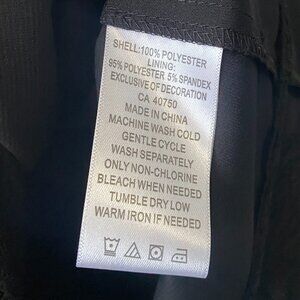 SHELL:100% POLYESTER
LINING:
95% POLYESTER 5% SPANDEX
EXCLUSIVE OF DECORATION
CA 40750
MADE IN CHINA
MACHINE WASH COLD
GENTLE CYCLE
WASH SEPARATELY
ONLY NON-CHLORINE
BLEACH WHEN NEEDED
TUMBLE DRY LOW
WARM IRON IF NEEDED